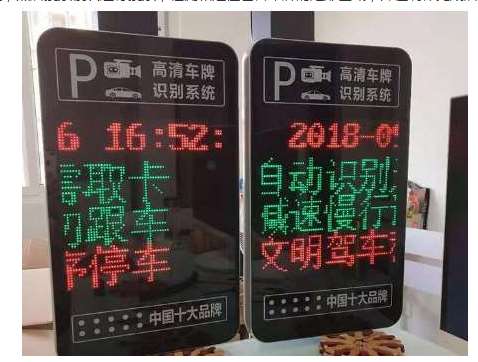 P
高清车牌
识别系统
6 16:52:
取卡
跟车
停车
中国十大品牌
P
高清车牌
识别系统
2018-0
自动识别
减速慢行
文明驾车
中国十大品牌